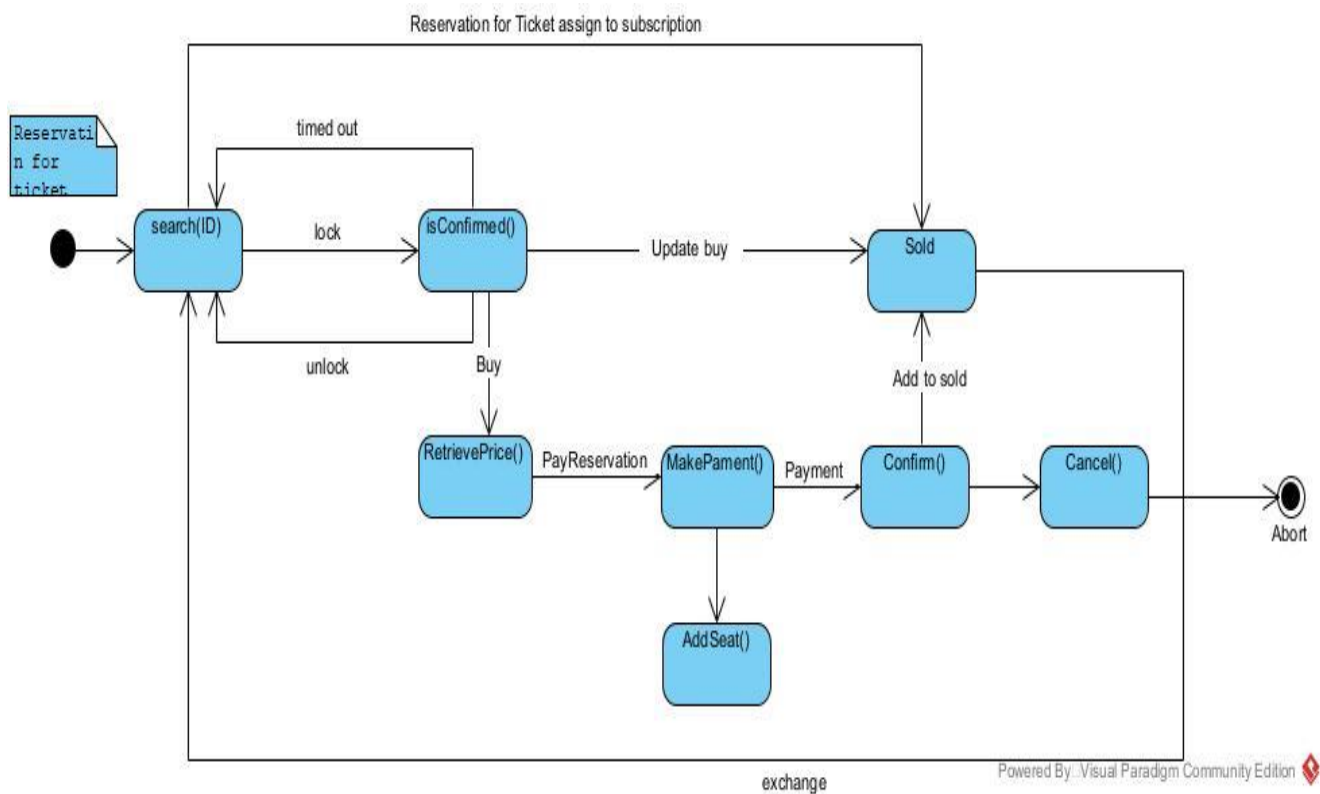 Reservation for Ticket assign to subscription
Reservati
n for
ticket
timed out
search(ID)
lock
isConfirmed()
Update buy
Sold
unlock
Buy
Add to sold
RetrievePrice()
PayReservation
MakePament()
Payment
Confirm()
Cancel()
Abort
AddSeat()
exchange
Powered By Visual Paradigm Community Edition